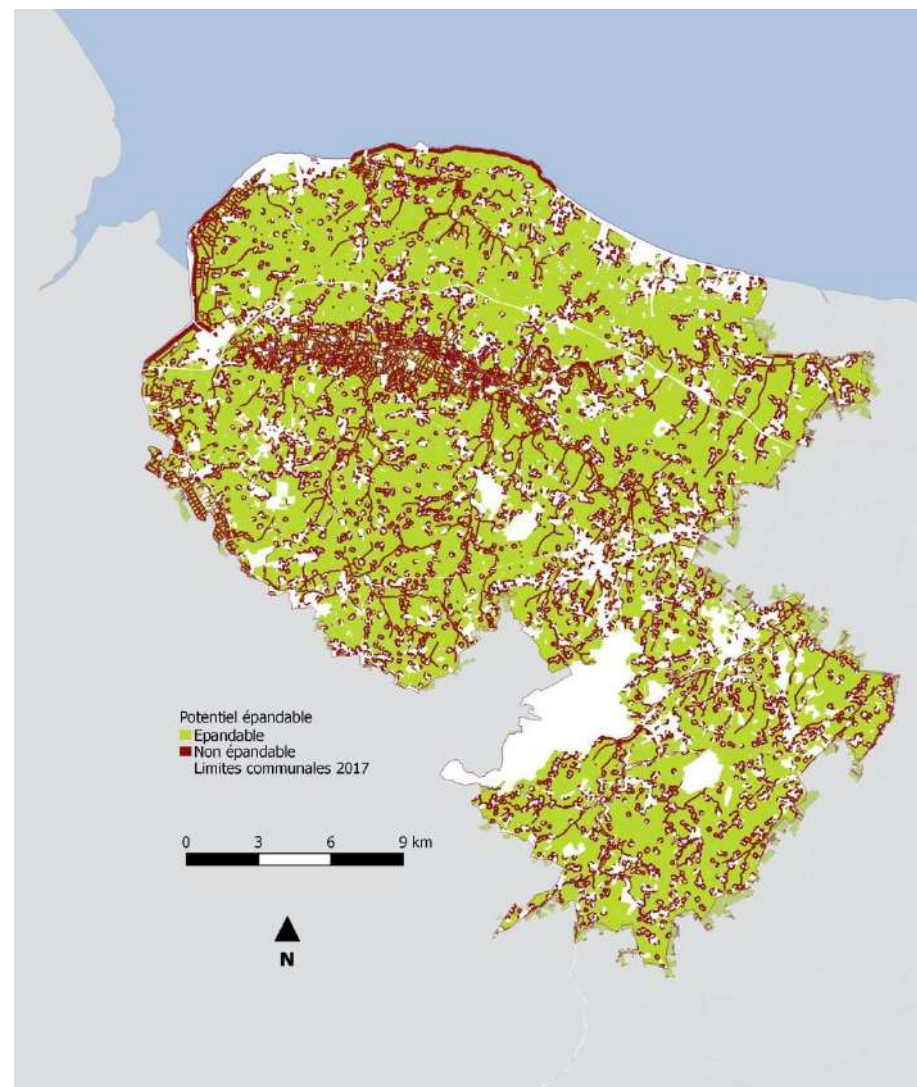 Potentiel épandable
Epandable
Non épandable
Limites communales 2017
0 3 6 9 km
N